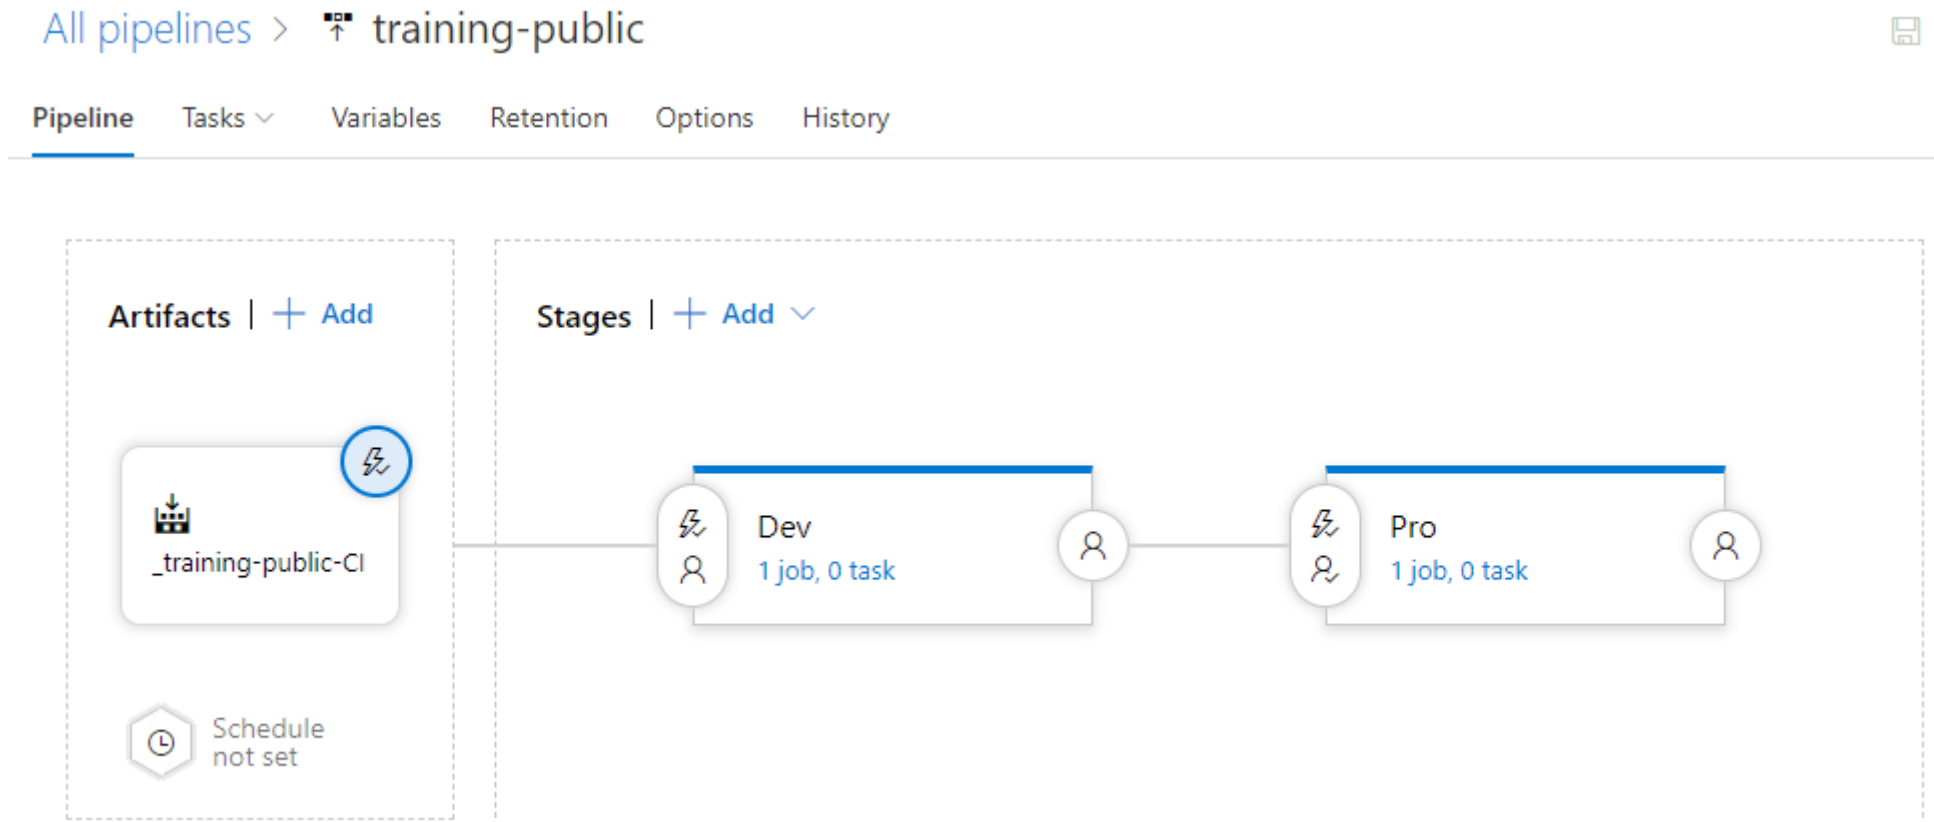 All pipelines > training-public
Pipeline Tasks Variables Retention Options History
Artifacts | + Add
Stages | + Add
_training-public-CI
Dev
1 job, 0 task
Pro
1 job, 0 task
Schedule
not set